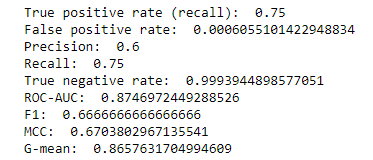 True positive rate (recall):  0.75
False positive rate:  0.0006055101422948834
Precision:  0.6
Recall:  0.75
True negative rate:  0.9993944898577051
ROC-AUC:  0.8746972449288526
F1:  0.6666666666666666
MCC:  0.6703802967135541
G-mean:  0.8657631704994609